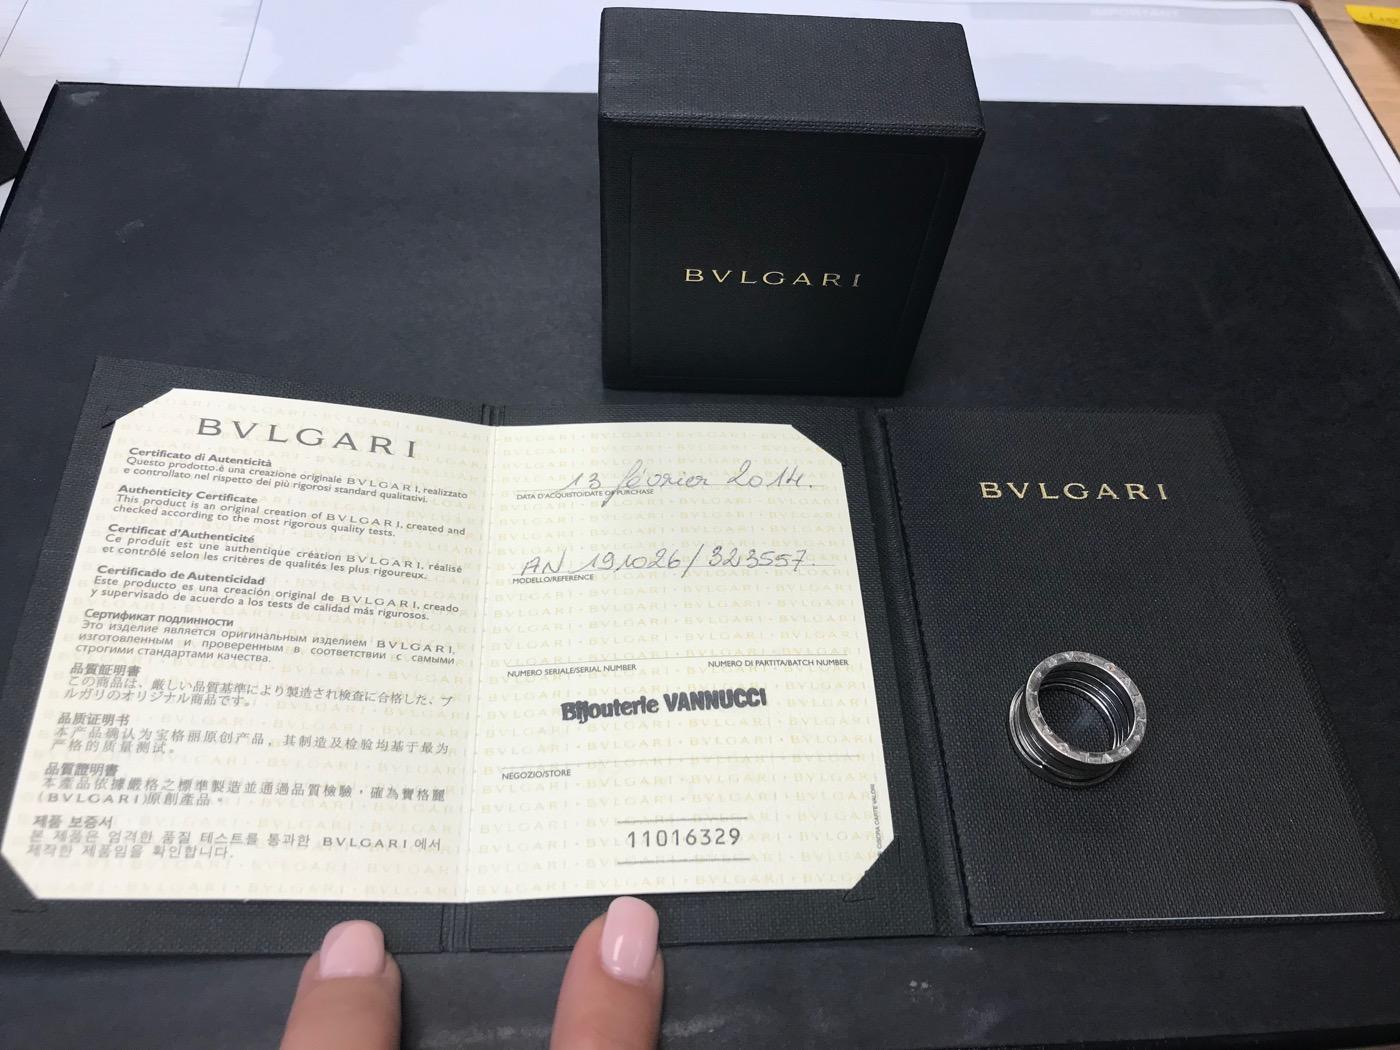 BVLGARI
BVLGARI
Certificato di Autenticità
Questo prodotto è una creazione originale BVLGARI, realizzato
e controllato nel rispetto dei più rigorosi standard qualitativi.
Authenticity Certificate
This product is an original creation of BVLGARI, created and
checked according to the most rigorous quality tests.
Certificat d'Authenticité
Ce produit est une authentique création BVLGARI, réalisé
et contrôlé selon les critères de qualités les plus rigoureux.
Certificado de Autenticidad
Este producto es una creación original de BVLGARI, creado
y supervisado de acuerdo a los tests de calidad más rigurosos.
Сертификат подлинности
Это изделие является оригинальным изделием BVLGARI,
изготовленным и проверенным в соответствии с самыми
строгими стандартами качества.
品質証明書
この商品は、厳しい品質基準により製造され検査に合格した、ブ
ルガリのオリジナル商品です。
品质证明书
本产品确认为宝格丽原创产品，其制造及检验均基于最为
严格的质量测试。
品質證明書
本產品依據嚴格之標準製造並通過品質檢驗，確為寶格麗
(BVLGARI)原創產品。
제품 보증서
본 제품은 엄격한 품질 테스트를 통과한 BVLGARI 에서
제작한 제품임을 확인합니다.
13 février 2014.
DATA D'ACQUISTO/DATE OF PURCHASE
AN 191026/323557.
MODELLO/REFERENCE
NUMERO SERIALE/SERIAL NUMBER NUMERO DI PARTITA/BATCH NUMBER
Bijouterie VANNUCCI
NEGOZIO/STORE
11016329
BVLGARI